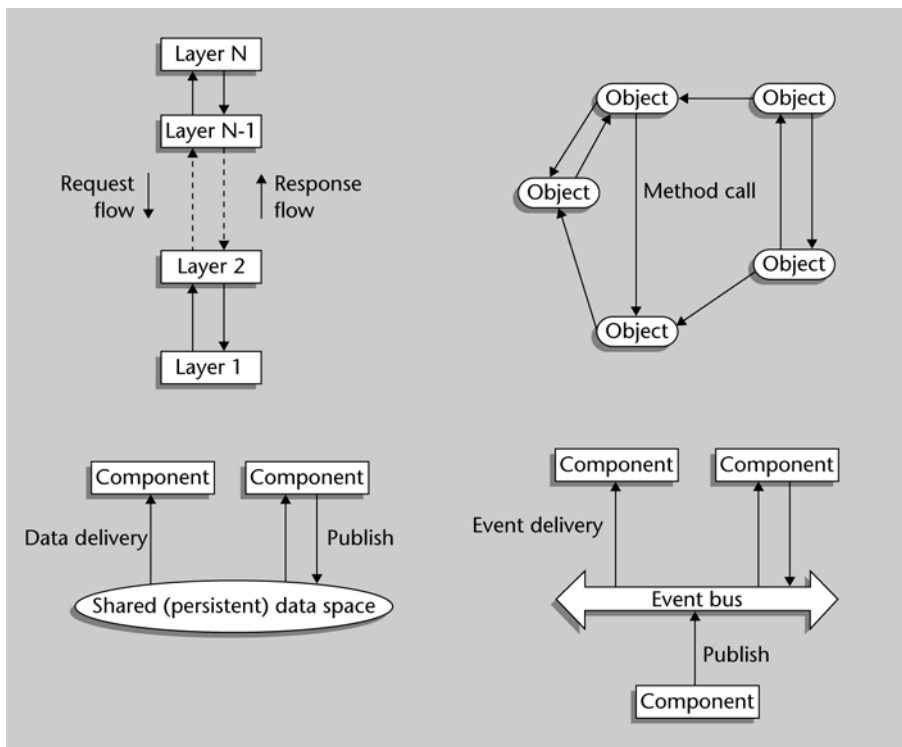 Layer N
Layer N-1
Request
flow
Response
flow
Layer 2
Layer 1
Object
Object
Object
Method call
Object
Object
Component
Component
Data delivery
Publish
Shared (persistent) data space
Component
Component
Event delivery
Event bus
Publish
Component